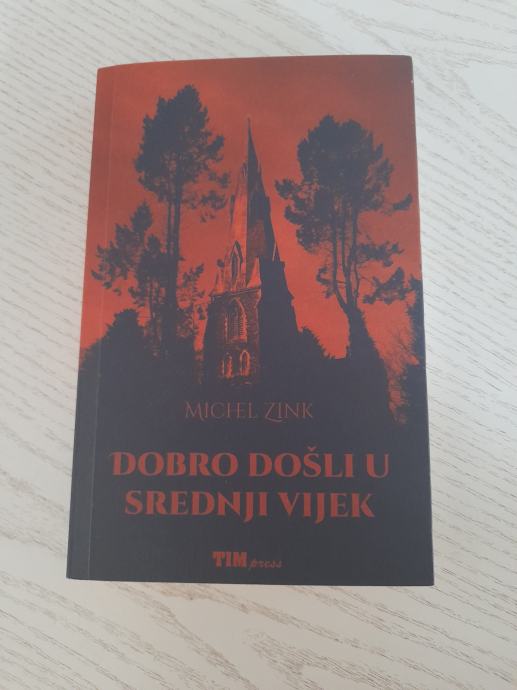 MICHEL ZINK
DOBRO DOŠLI U
SREDNJI VIJEK
TIM press